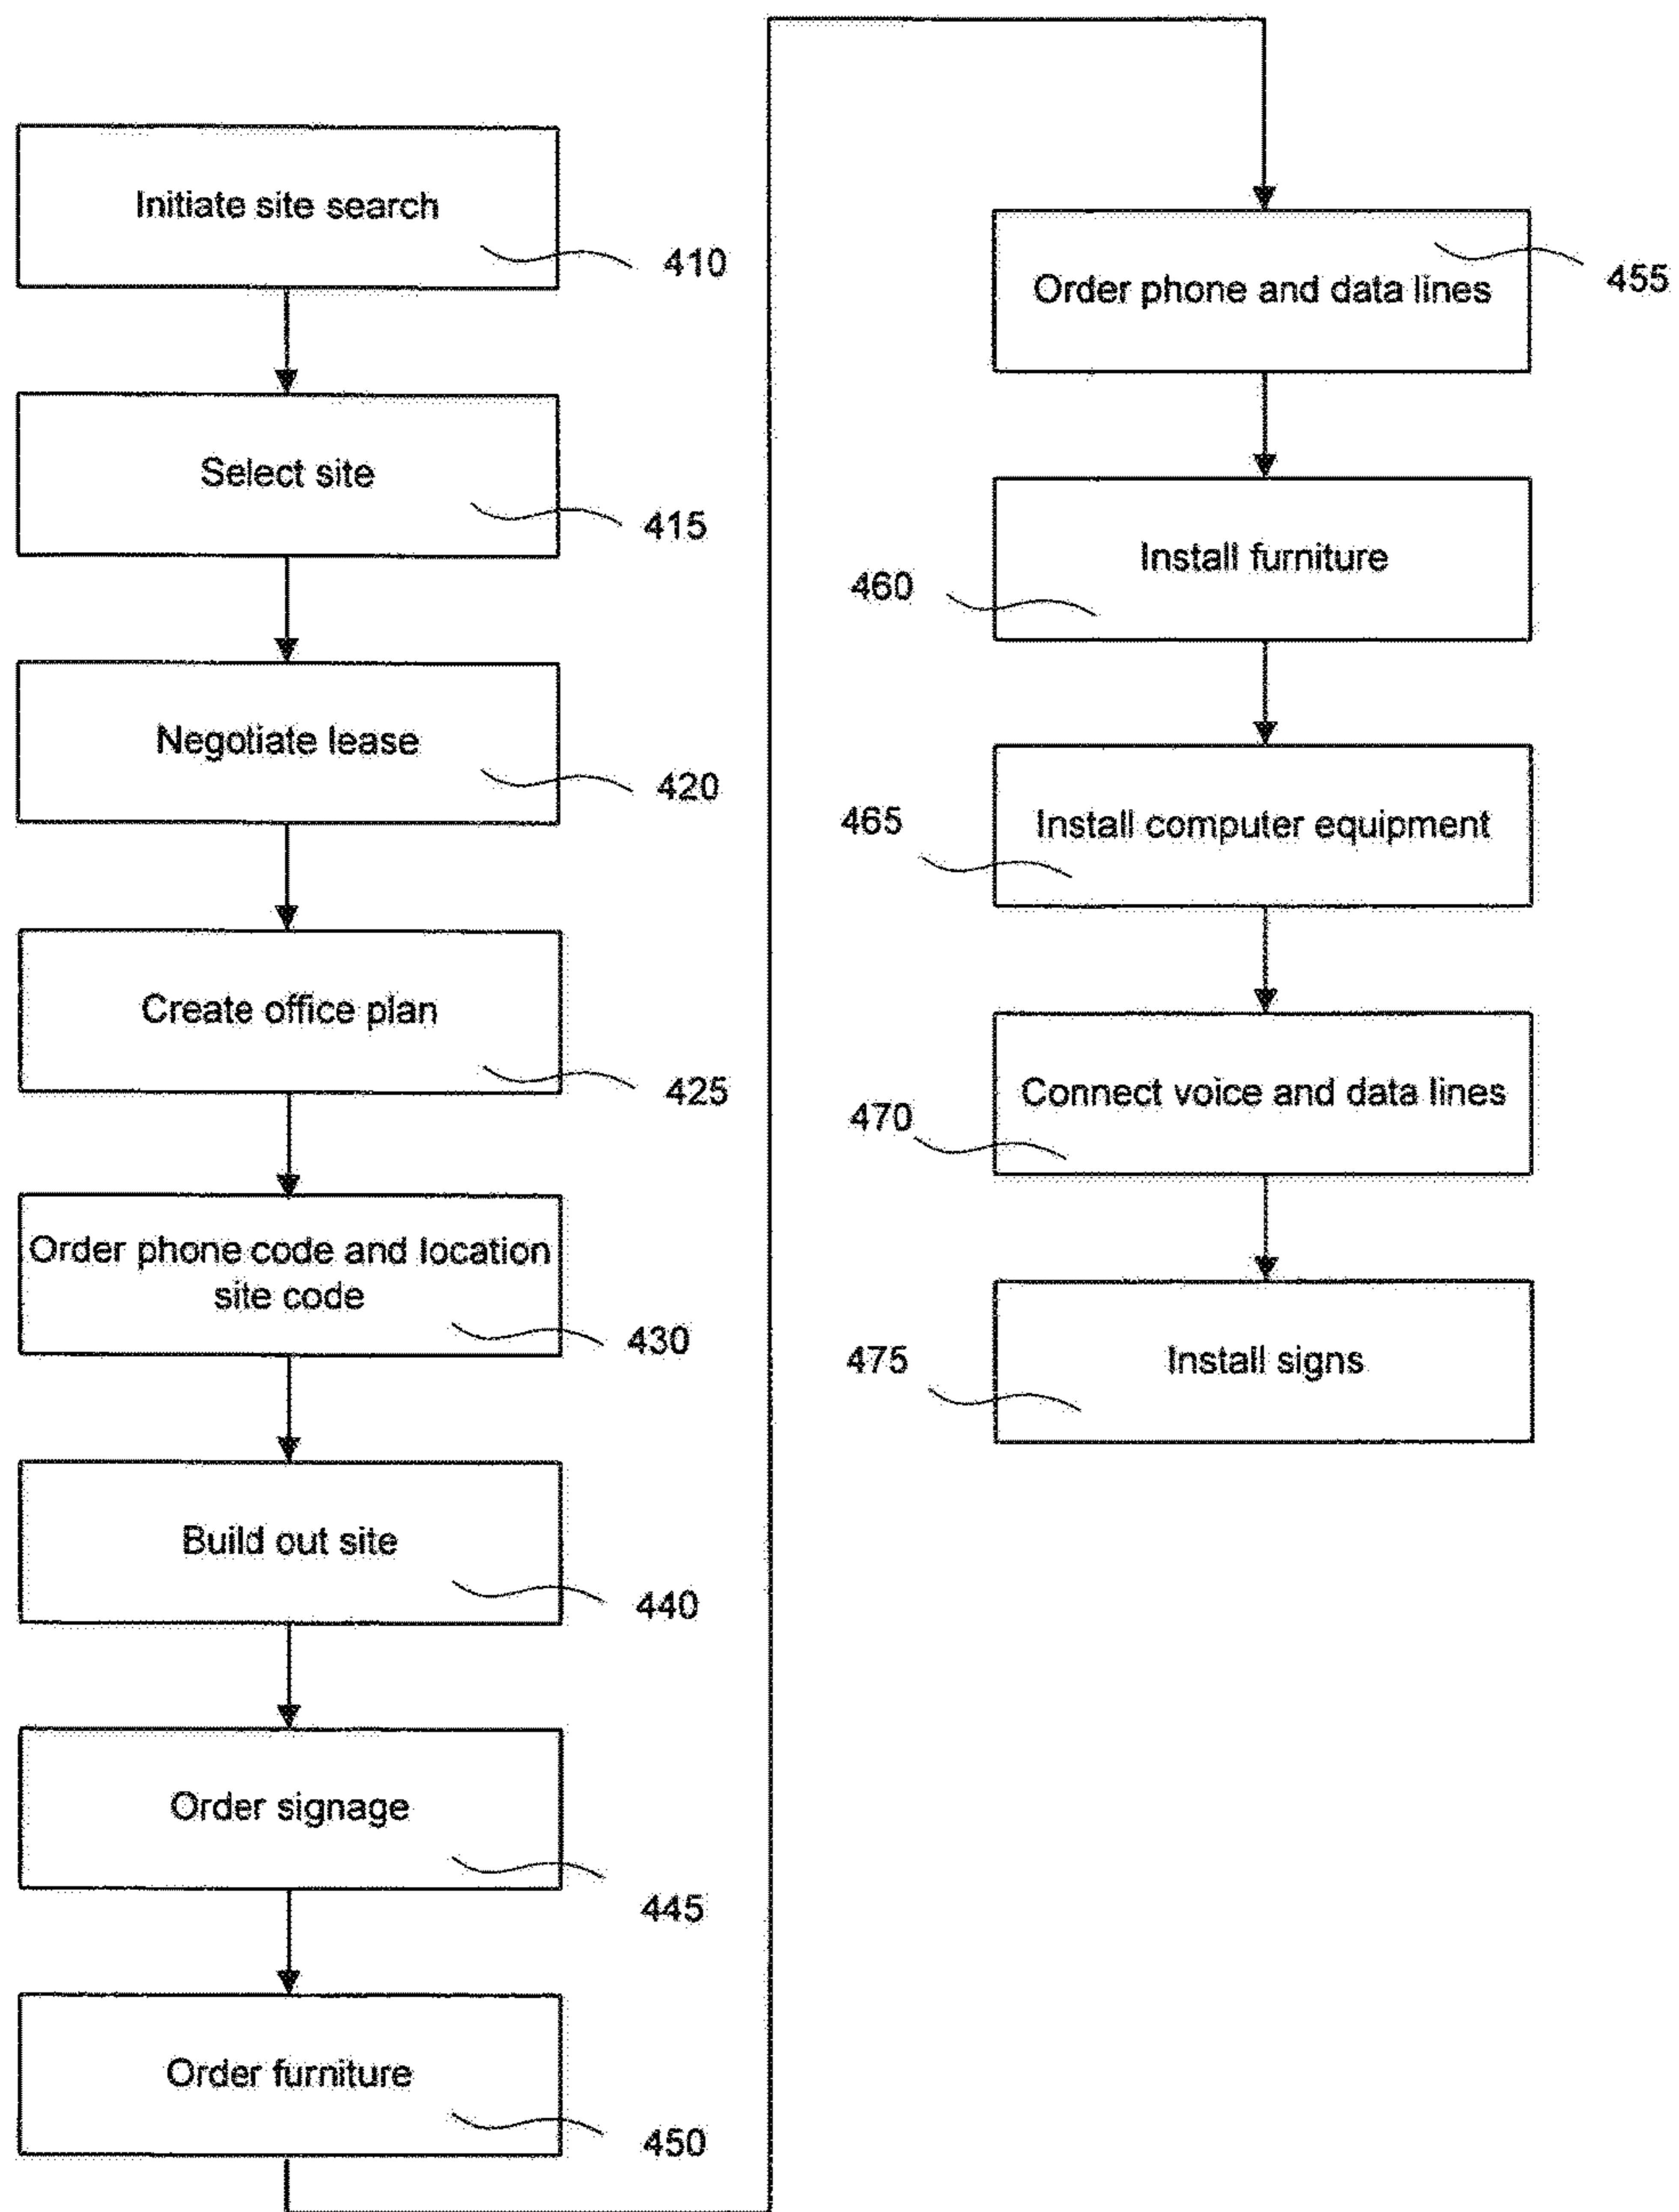 Initiate site search
410
Select site
415
Negotiate lease
420
Create office plan
425
Order phone code and location
site code
430
Build out site
440
Order signage
445
Order furniture
450
Order phone and data lines
455
Install furniture
460
Install computer equipment
465
Connect voice and data lines
470
Install signs
475